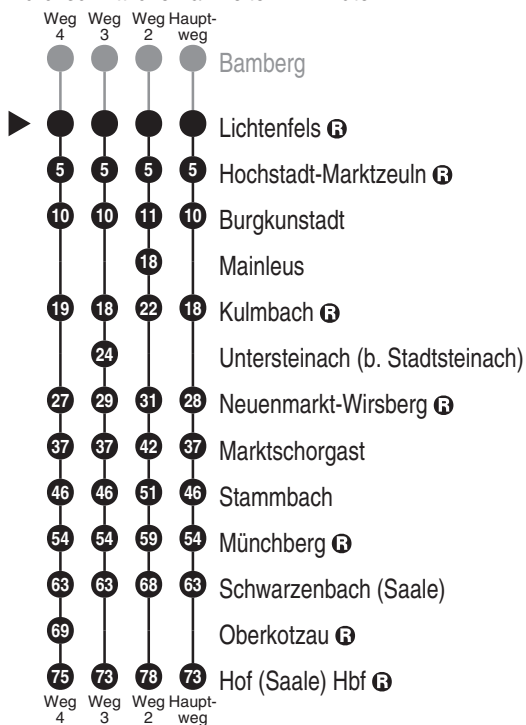 Weg Weg Weg Haupt-
4 3 2 weg
Bamberg
Lichtenfels R
5 5 5 5 Hochstadt-Marktzeuln R
10 10 11 10 Burgkunstadt
18 Mainleus
19 18 22 18 Kulmbach R
24 Untersteinach (b. Stadtsteinach)
27 29 31 28 Neuenmarkt-Wirsberg R
37 37 42 37 Marktschorgast
46 46 51 46 Stammbach
54 54 59 54 Münchberg R
63 63 68 63 Schwarzenbach (Saale)
69 Oberkotzau R
75 73 78 73 Hof (Saale) Hbf R
Weg Weg Weg Haupt-
4 3 2 weg